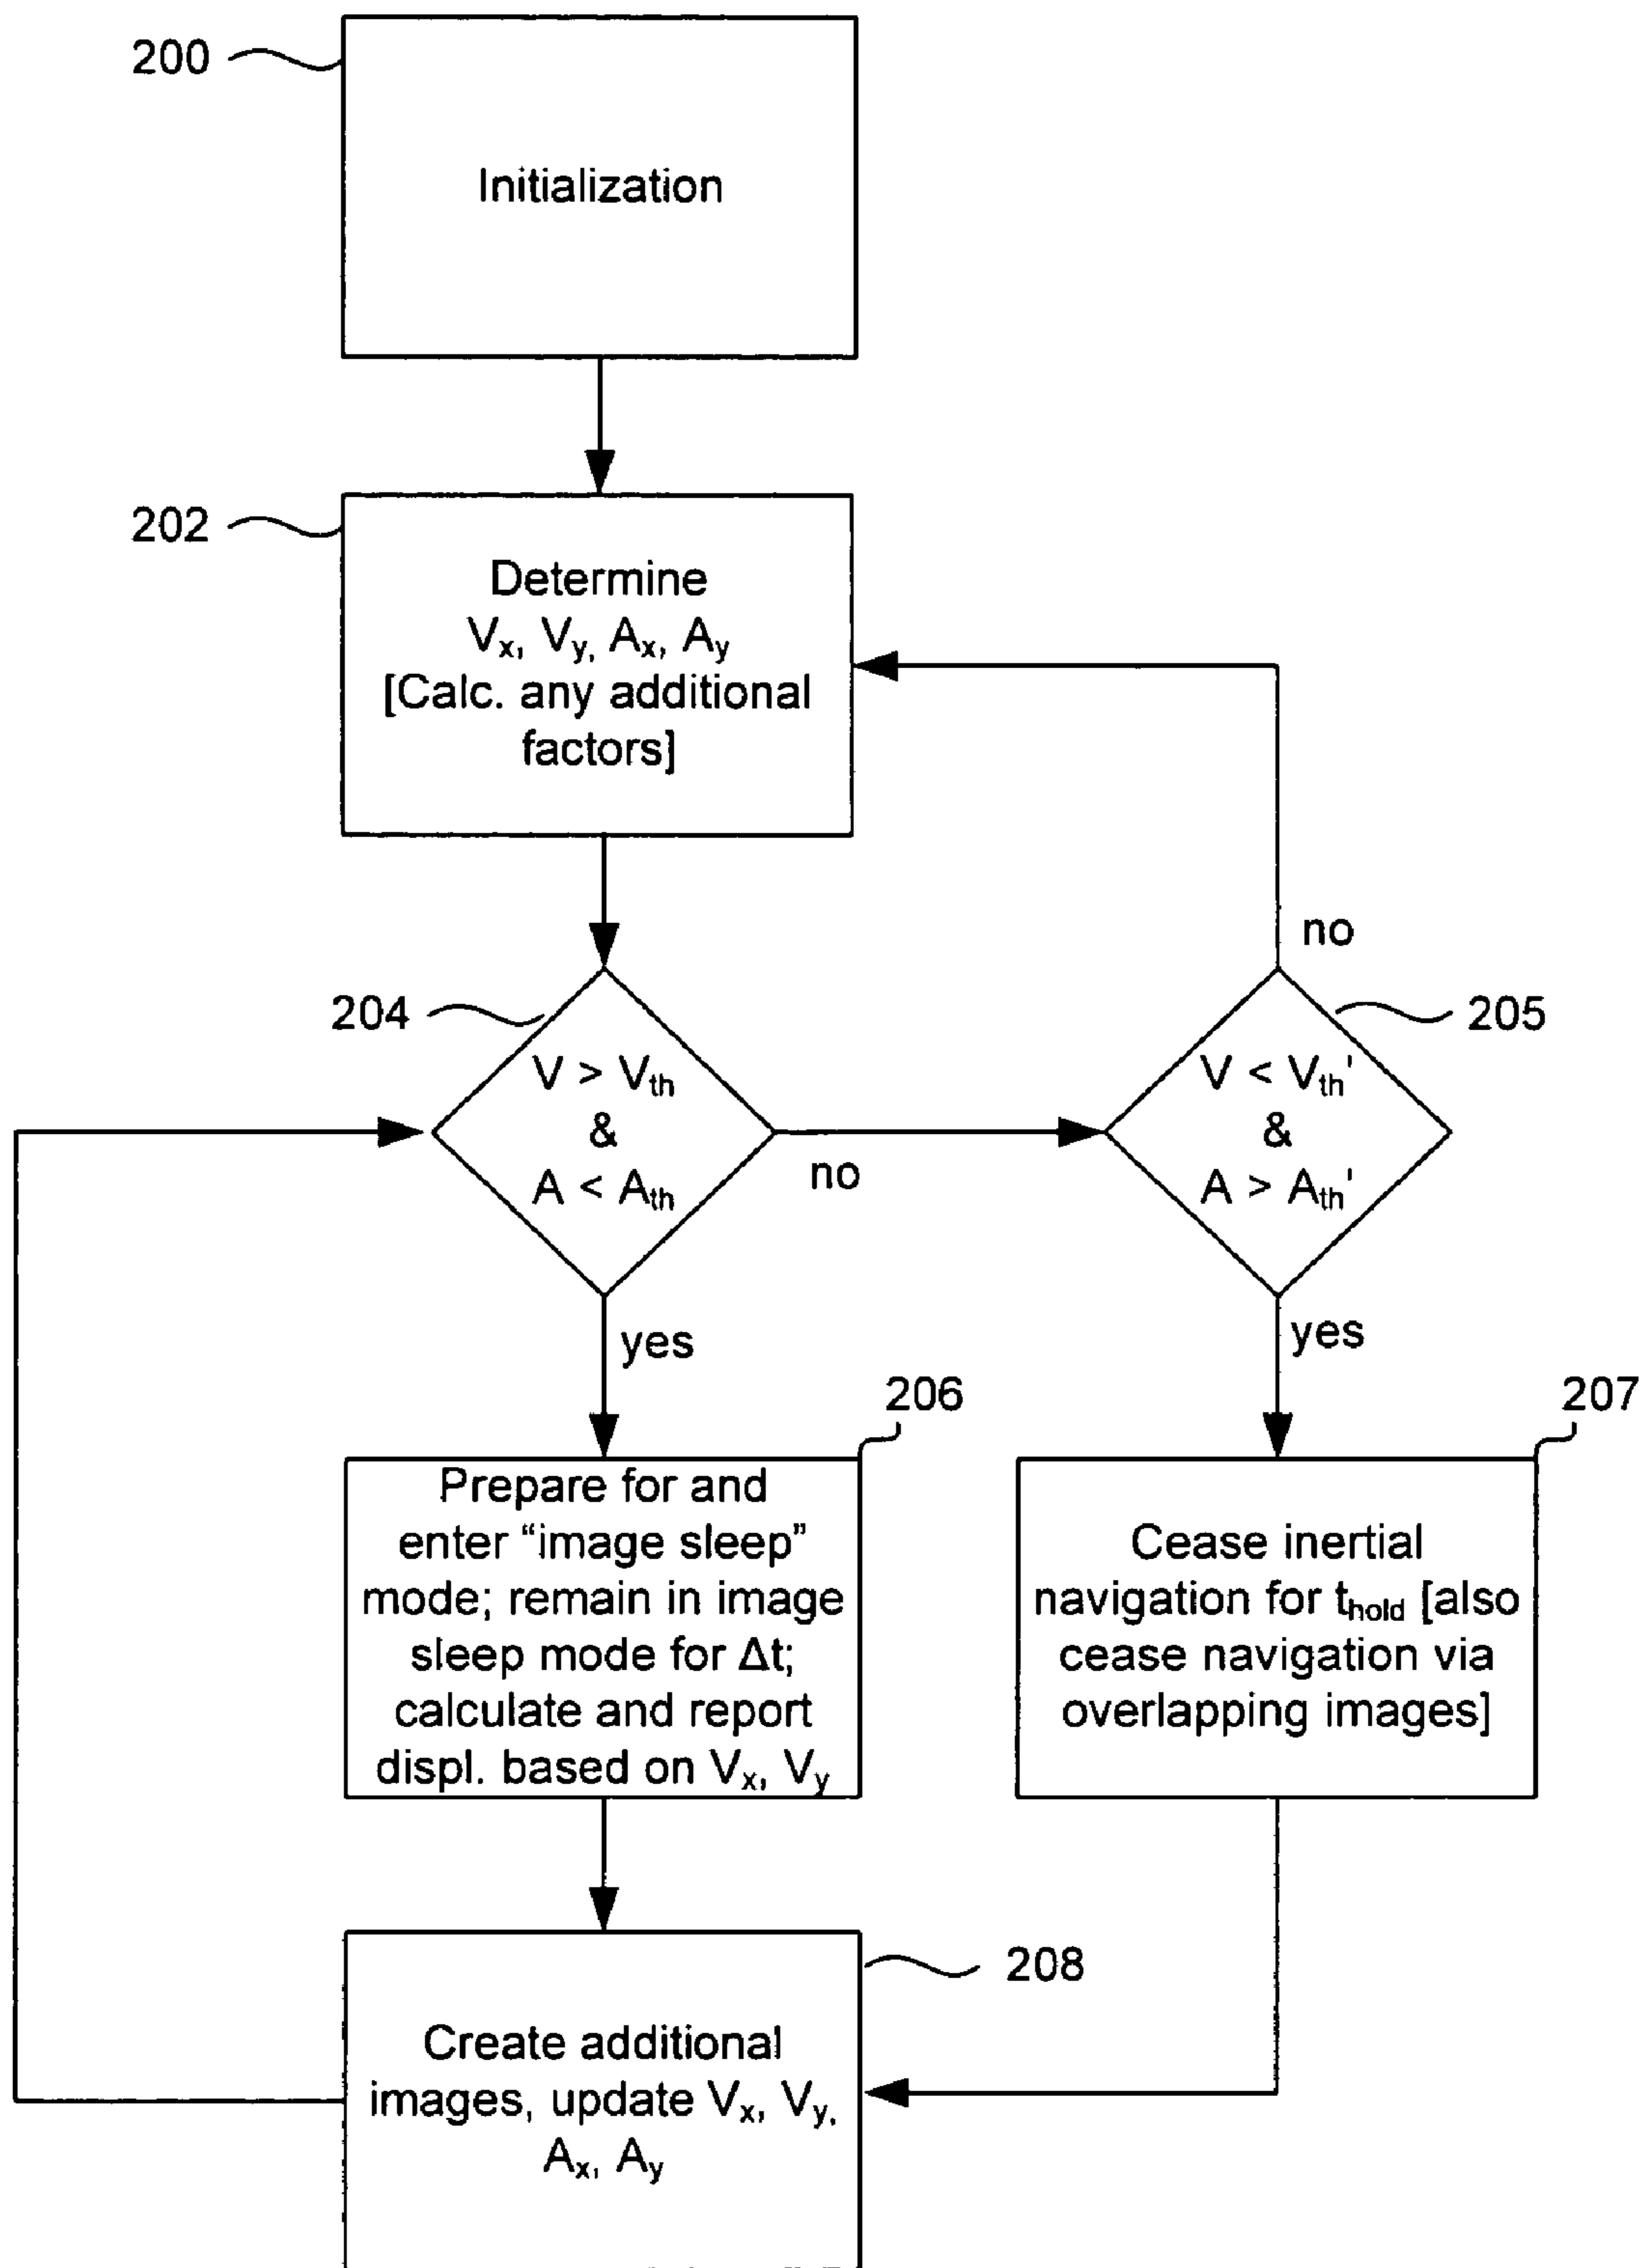 200
Initialization
202
Determine
Vx, Vy, Ax, Ay
[Calc. any additional
factors]
no
204
V > Vth
&
A < Ath
no
205
V < Vth'
&
A > Ath'
yes
yes
206
Prepare for and
enter “image sleep”
mode; remain in image
sleep mode for Δt;
calculate and report
displ. based on Vx, Vy
207
Cease inertial
navigation for thold [also
cease navigation via
overlapping images]
208
Create additional
images, update Vx, Vy,
Ax, Ay